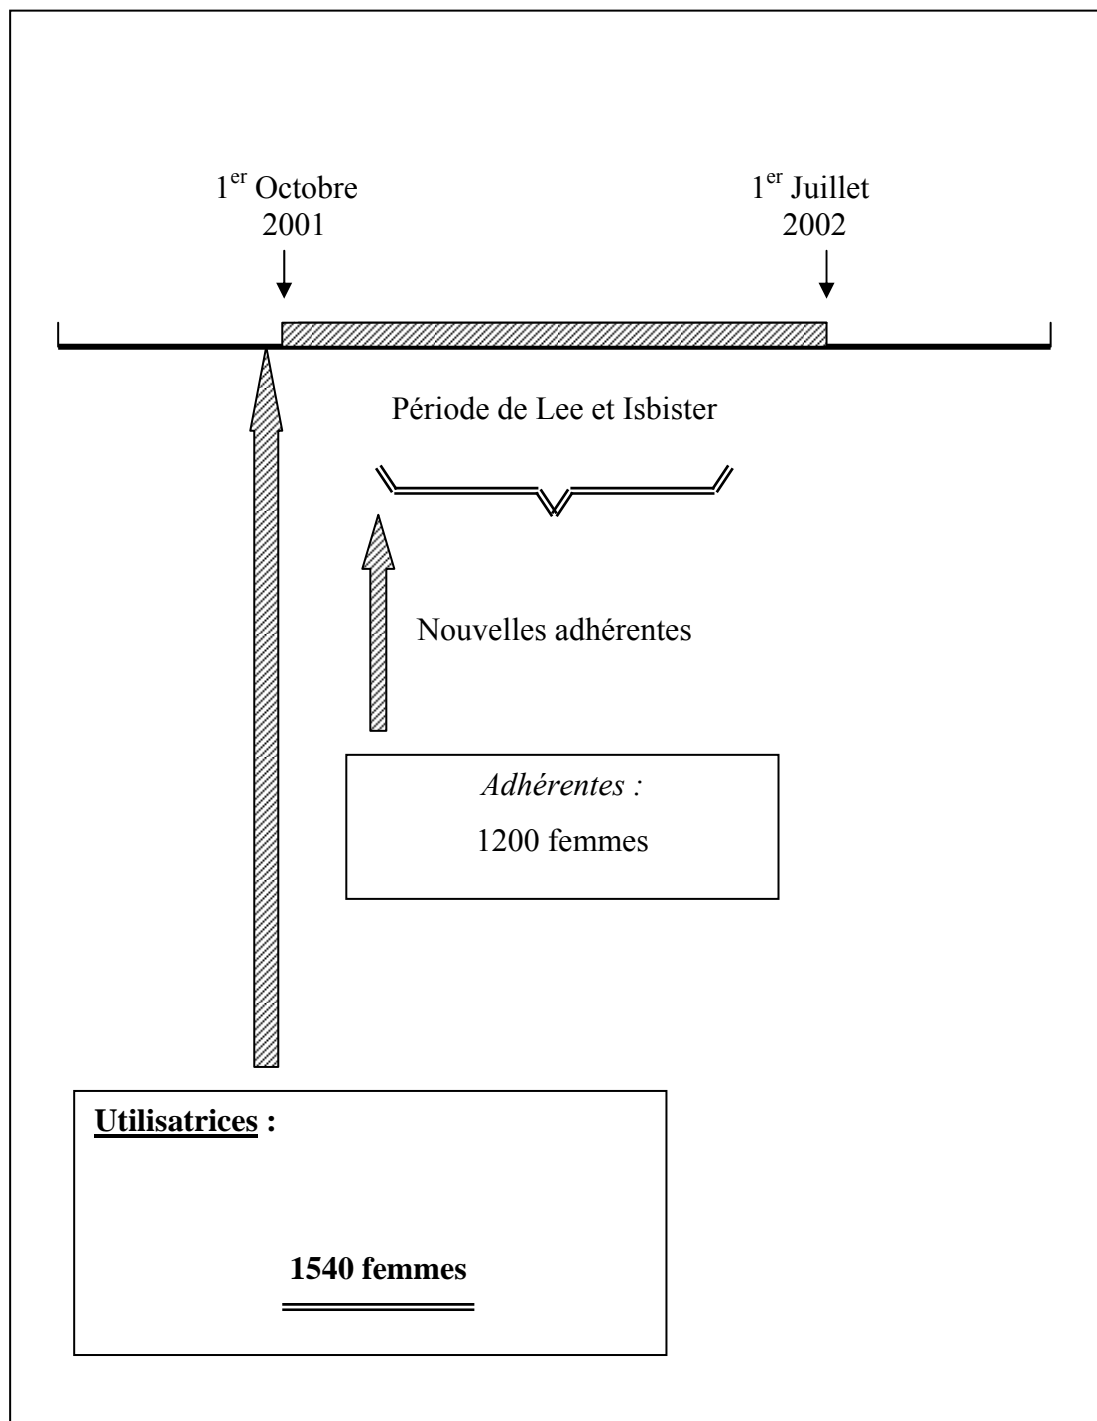 1er Octobre
2001
1er Juillet
2002
Période de Lee et Isbister
Nouvelles adhérentes
Adhérentes :
1200 femmes
Utilisatrices :
1540 femmes